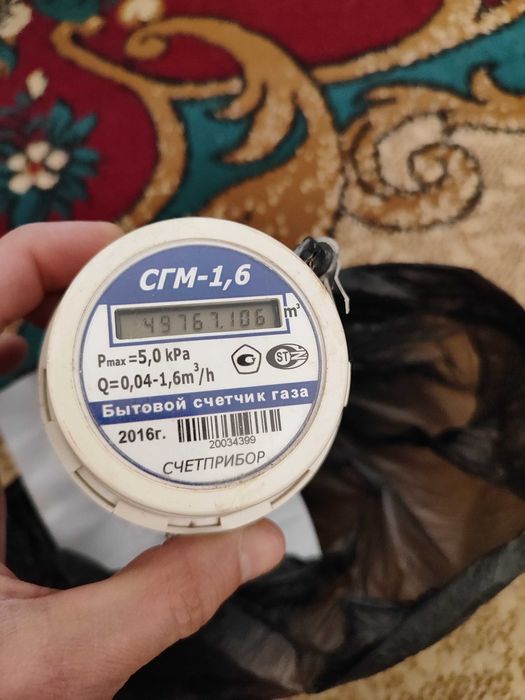 СГМ-1,6
49767.106 m³
Pmax=5,0 kPa
Q=0,04-1,6m³/h
Бытовой счетчик газа
2016г.
20034399
СЧЕТПРИБОР